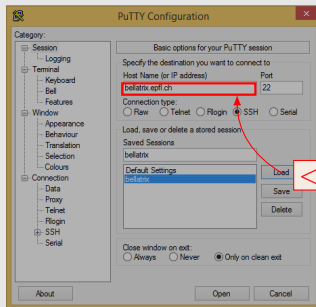 PuTTY Configuration
Category:
Session
Logging
Terminal
Keyboard
Bell
Features
Window
Appearance
Behaviour
Translation
Selection
Colours
Connection
Data
Proxy
Telnet
Rlogin
SSH
Serial
Basic options for your PuTTY session
Specify the destination you want to connect to
Host Name (or IP address) Port
bellatrix.epfl.ch 22
Connection type:
Raw Telnet Rlogin SSH Serial
Load, save or delete a stored session
Saved Sessions
bellatrix
Default Settings
bellatrix
Load
Save
Delete
Close window on exit:
Always Never Only on clean exit
About Open Cancel
<